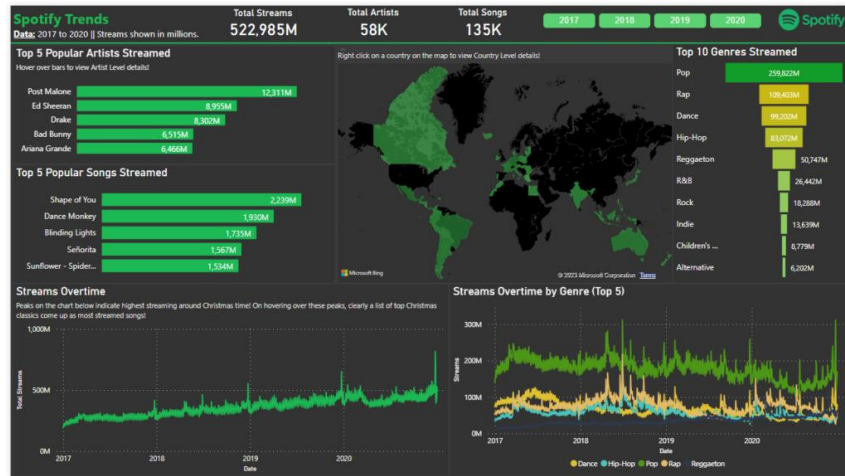 Spotify Trends
Data: 2017 to 2020 || Streams shown in millions.
Total Streams
522,985M
Total Artists
58K
Total Songs
135K
2017
2018
2019
2020
Spotify
Top 5 Popular Artists Streamed
Hover over bars to view Artist Level details!
Post Malone 12,311M
Ed Sheeran 8,955M
Drake 8,302M
Bad Bunny 6,515M
Ariana Grande 6,466M
Top 5 Popular Songs Streamed
Shape of You 2,239M
Dance Monkey 1,930M
Blinding Lights 1,735M
Señorita 1,567M
Sunflower - Spider... 1,534M
Right click on a country on the map to view Country Level details!
Microsoft Bing
© 2023 Microsoft Corporation Terms
Top 10 Genres Streamed
Pop 259,822M
Rap 109,403M
Dance 99,202M
Hip-Hop 83,072M
Reggaeton 50,747M
R&B 26,442M
Rock 18,288M
Indie 13,639M
Children's ... 8,779M
Alternative 6,202M
Streams Overtime
Peaks on the chart below indicate highest streaming around Christmas time! On hovering over these peaks, clearly a list of top Christmas
classics come up as most streamed songs!
1,000M
500M
0M
Total Streams
2017 2018 2019 2020
Date
Streams Overtime by Genre (Top 5)
300M
200M
100M
0M
Streams
2017 2018 2019 2020
Date
Dance Hip-Hop Pop Rap Reggaeton